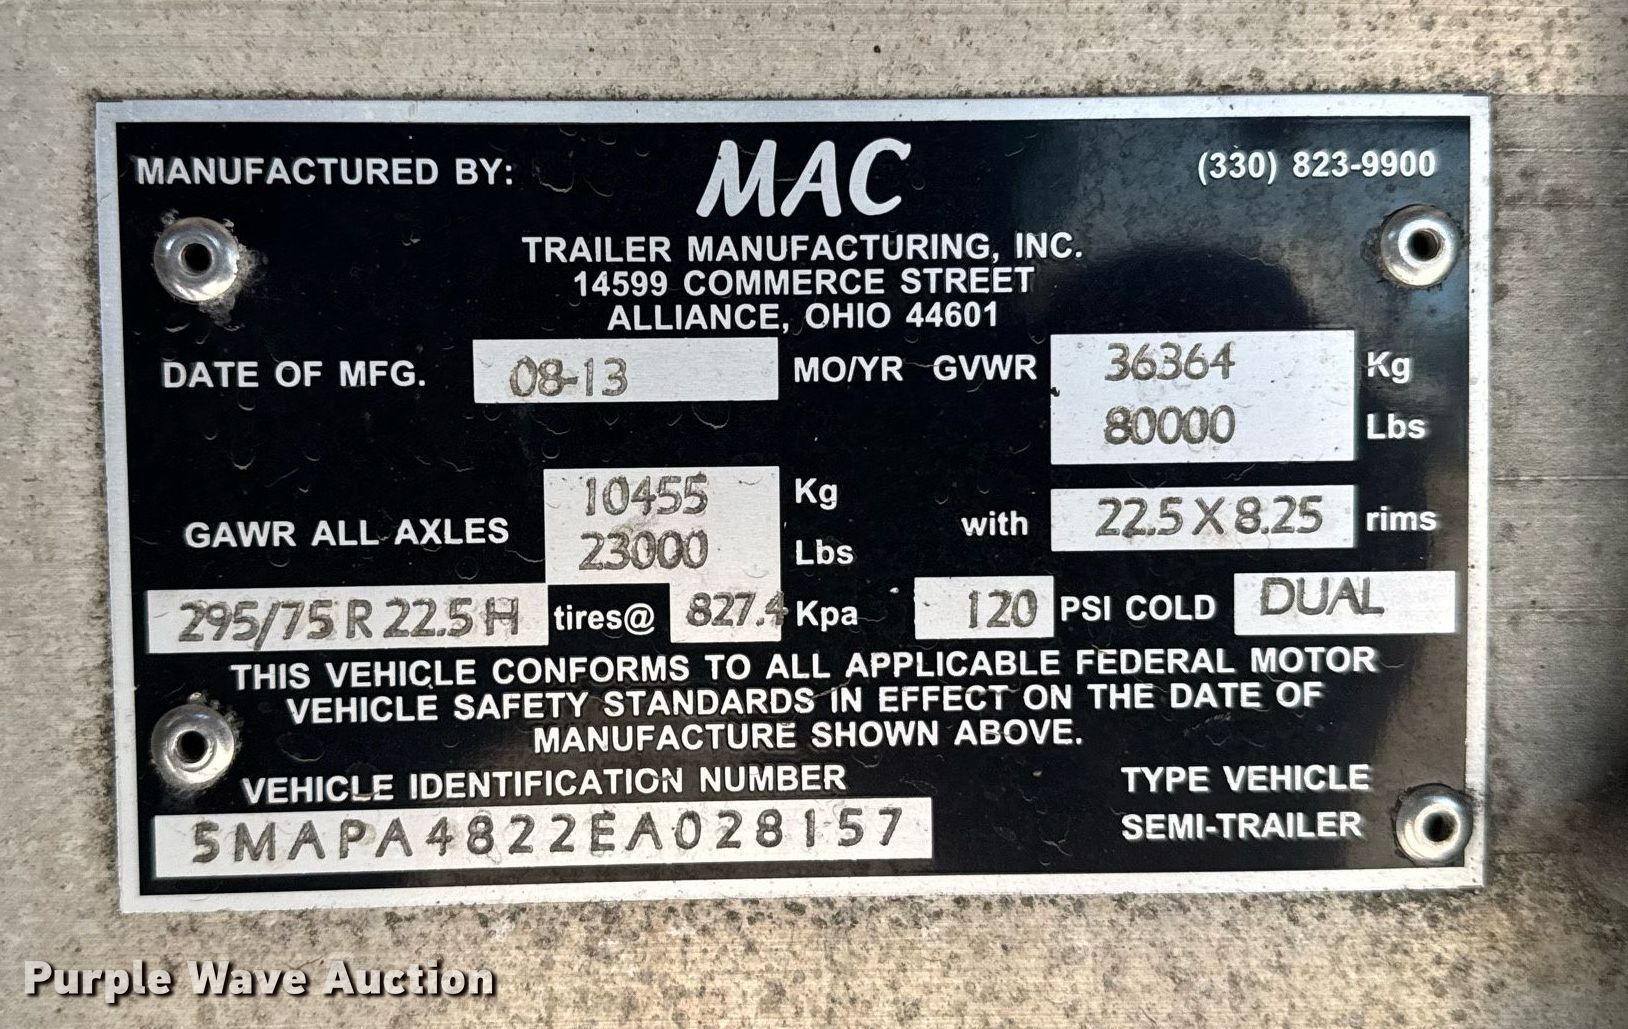 MANUFACTURED BY: MAC (330) 823-9900
TRAILER MANUFACTURING, INC.
14599 COMMERCE STREET
ALLIANCE, OHIO 44601
DATE OF MFG. 08-13 MO/YR GVWR 36364 Kg
80000 Lbs
GAWR ALL AXLES 10455 Kg
23000 Lbs
with 22.5 X 8.25 rims
295/75 R 22.5 H tires@ 827.4 Kpa 120 PSI COLD DUAL
THIS VEHICLE CONFORMS TO ALL APPLICABLE FEDERAL MOTOR
VEHICLE SAFETY STANDARDS IN EFFECT ON THE DATE OF
MANUFACTURE SHOWN ABOVE.
VEHICLE IDENTIFICATION NUMBER
5MAPA4822EA028157
TYPE VEHICLE
SEMI-TRAILER
Purple Wave Auction